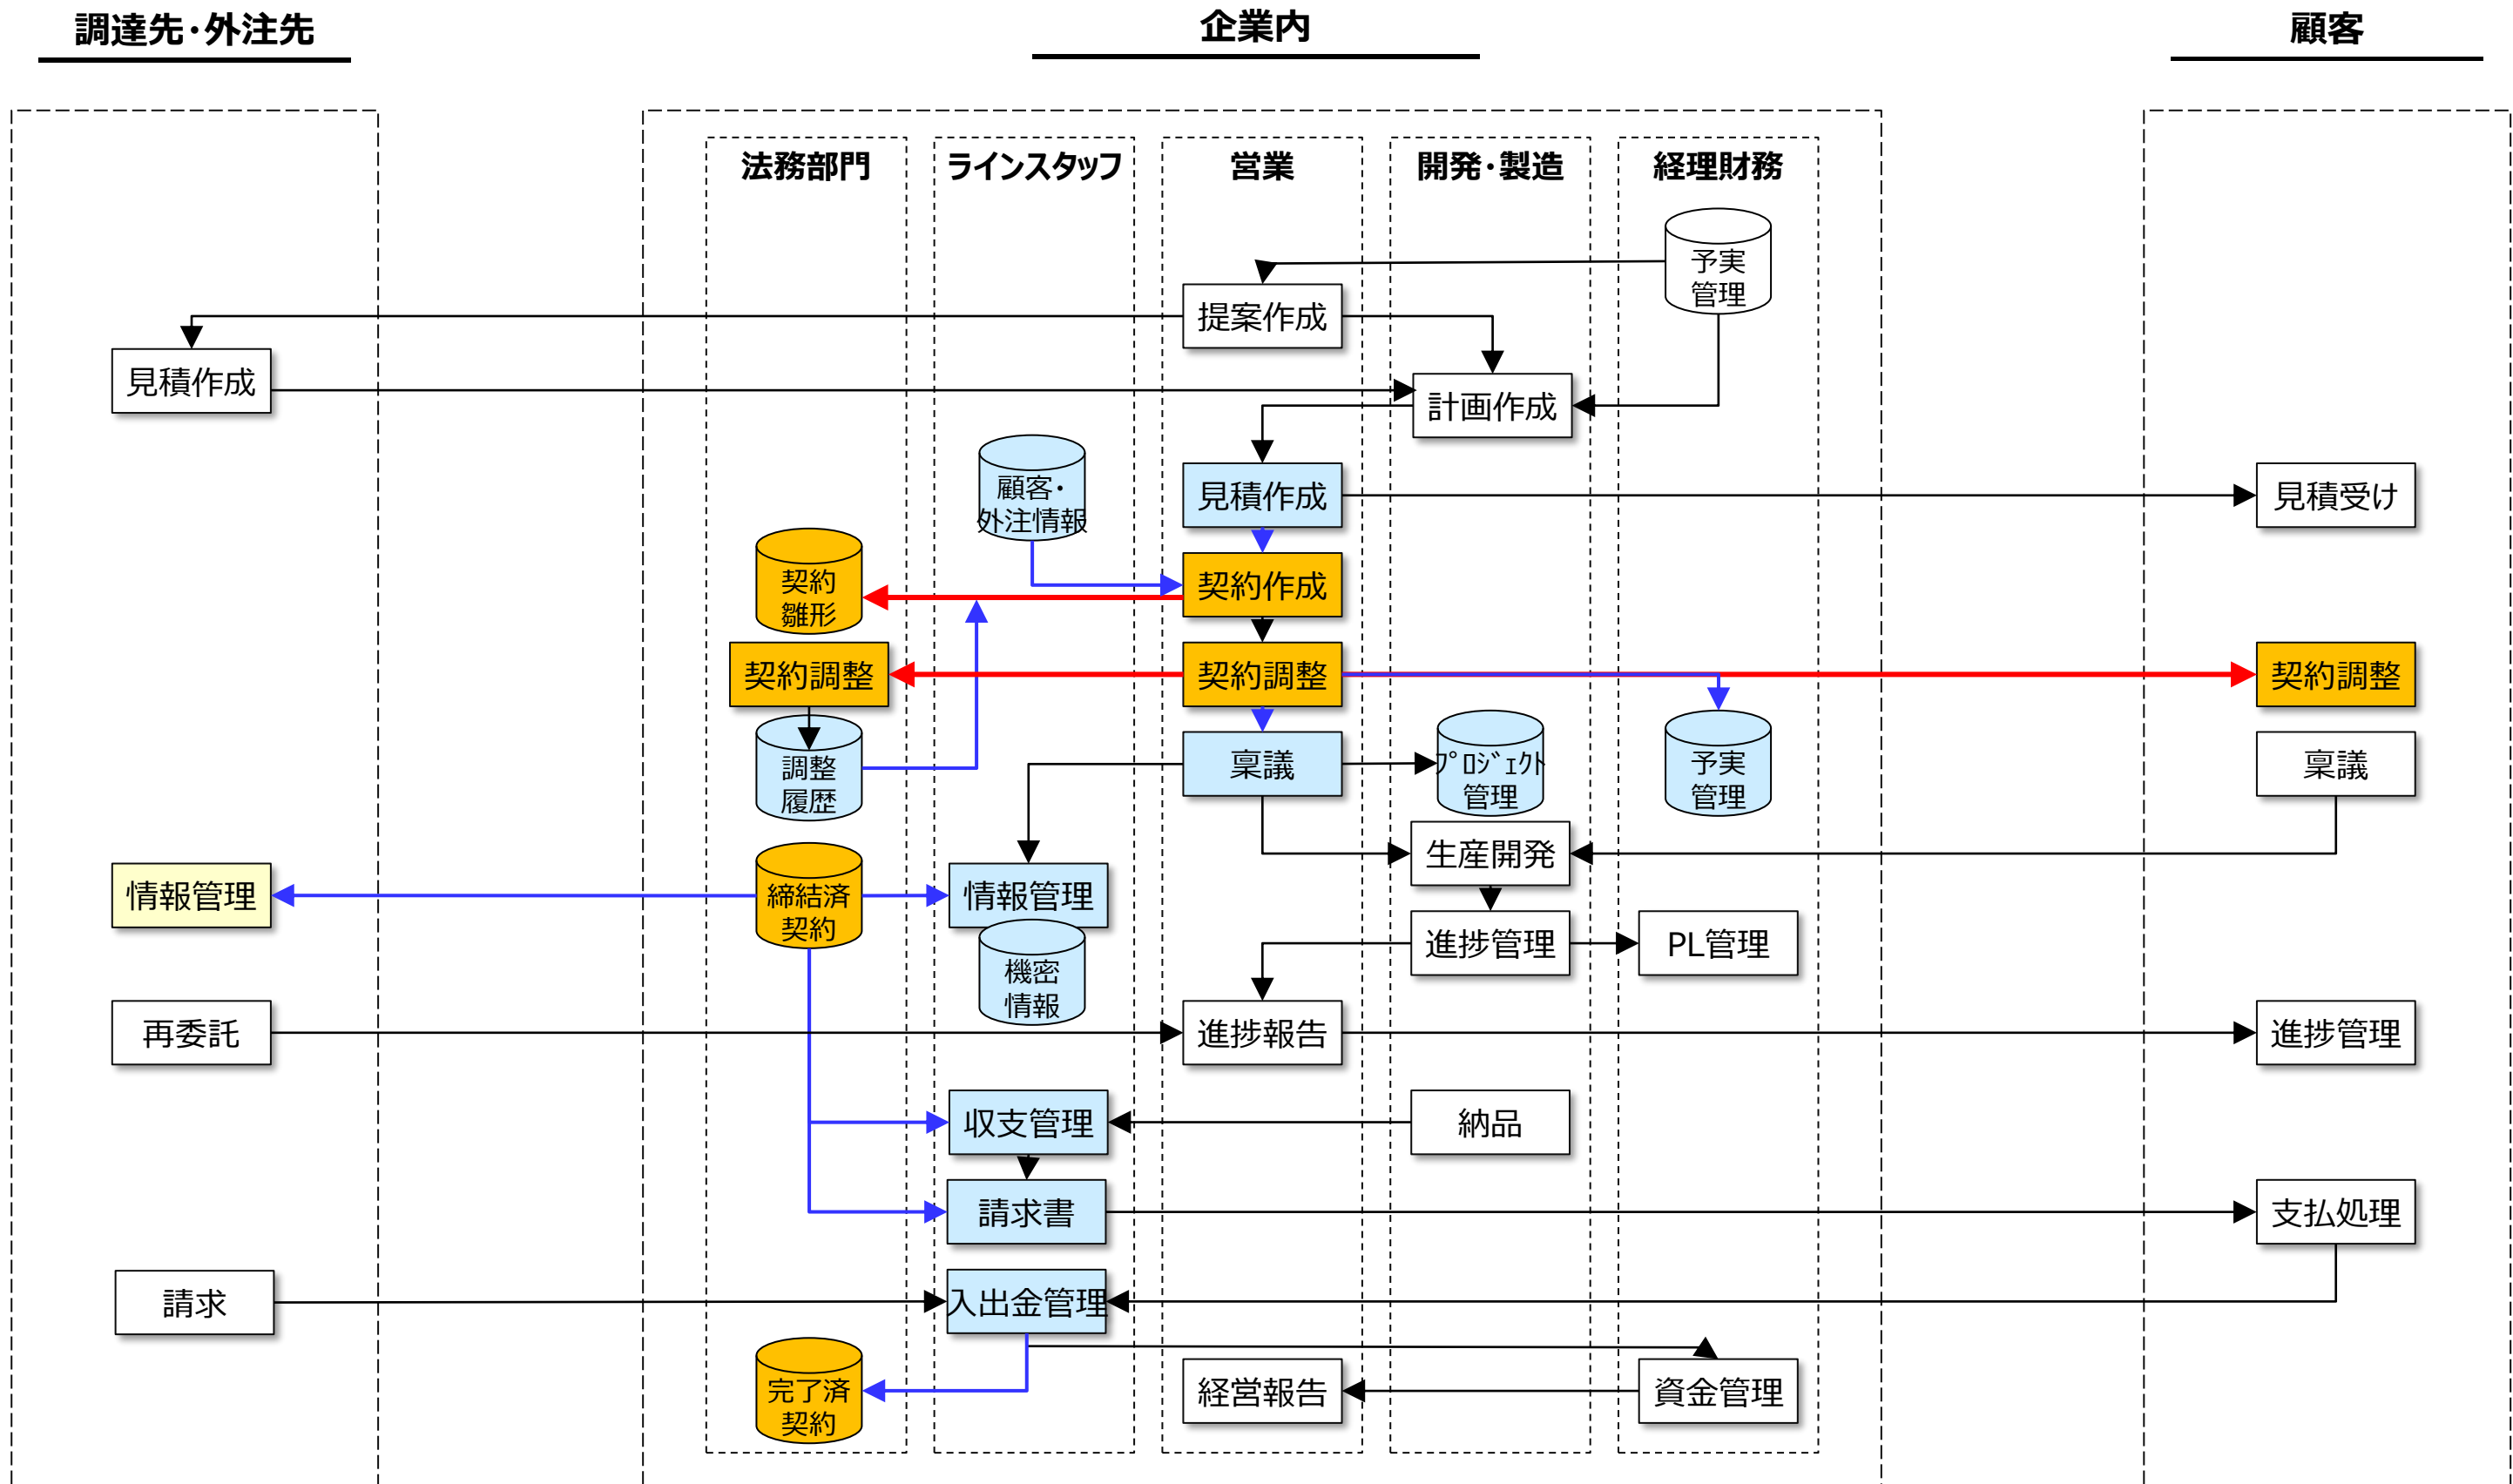 調達先・外注先
企業内
顧客
法務部門
ラインスタッフ
営業
開発・製造
経理財務
予実
管理
提案作成
見積作成
計画作成
顧客・
外注情報
見積作成
見積受け
契約
雛形
契約作成
契約調整
契約調整
契約調整
調整
履歴
稟議
ﾌﾟﾛｼﾞｪｸﾄ
管理
予実
管理
稟議
生産開発
情報管理
締結済
契約
情報管理
機密
情報
進捗管理
PL管理
再委託
進捗報告
進捗管理
収支管理
納品
請求書
支払処理
請求
入出金管理
完了済
契約
経営報告
資金管理